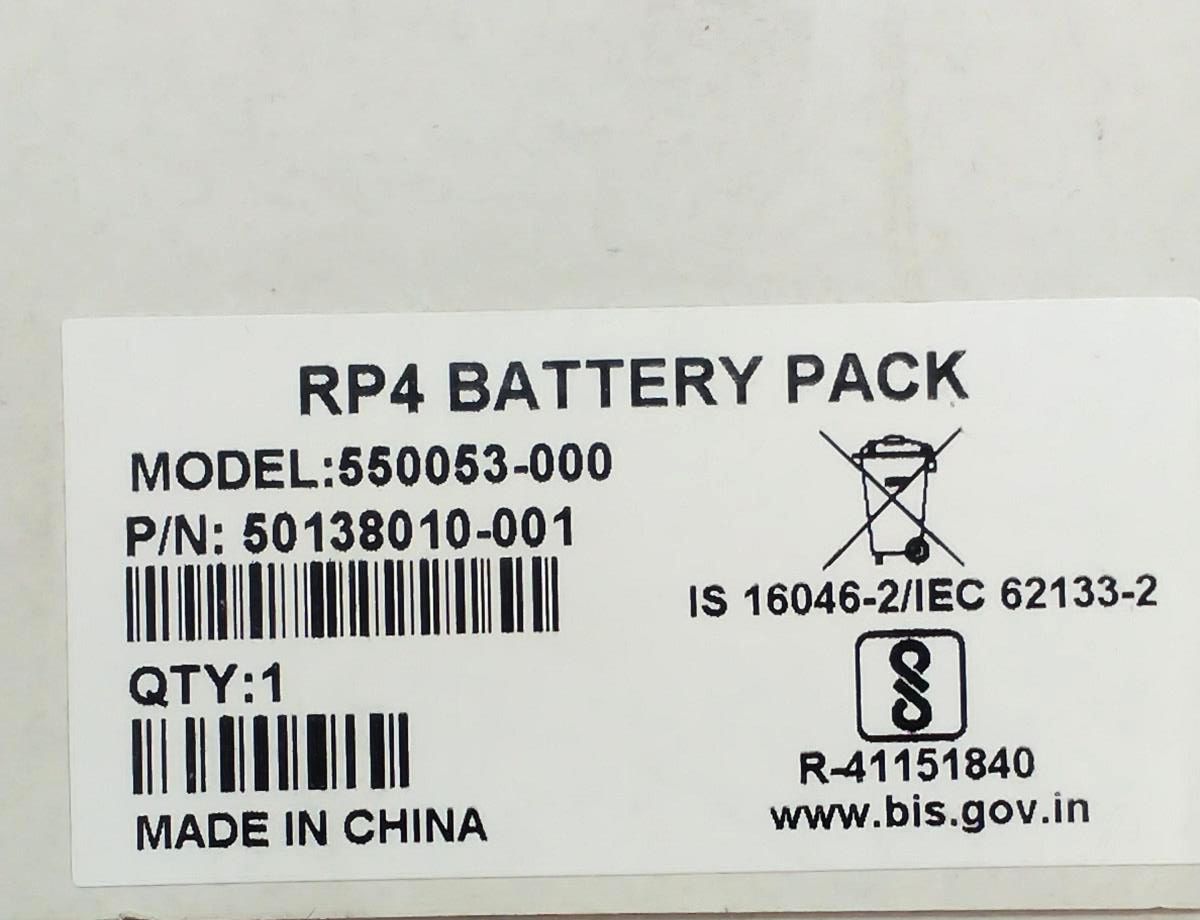 RP4 BATTERY PACK
MODEL:550053-000
P/N: 50138010-001
QTY:1
MADE IN CHINA
IS 16046-2/IEC 62133-2
R-41151840
www.bis.gov.in